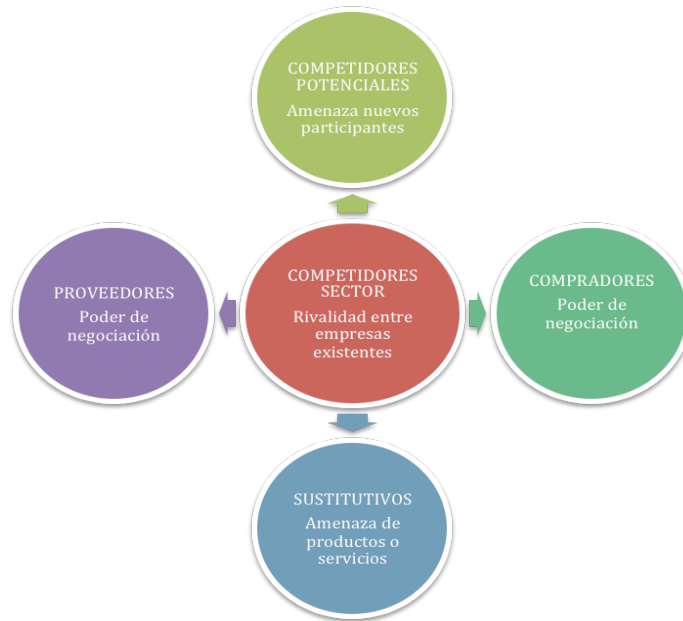 COMPETIDORES
POTENCIALES
Amenaza nuevos
participantes
PROVEEDORES
Poder de
negociación
COMPETIDORES
SECTOR
Rivalidad entre
empresas
existentes
COMPRADORES
Poder de
negociación
SUSTITUTIVOS
Amenaza de
productos o
servicios